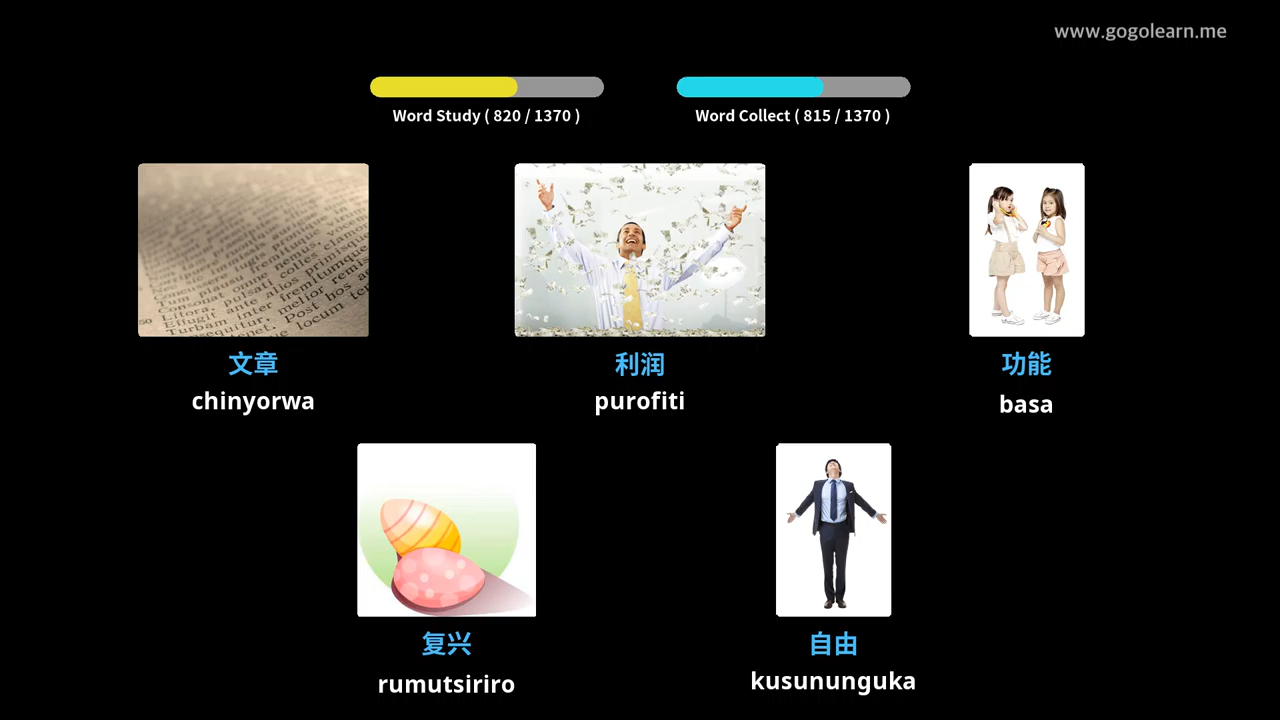 www.gogolearn.me
Word Study ( 820 / 1370 )
Word Collect ( 815 / 1370 )
文章
chinyorwa
利润
purofiti
功能
basa
复兴
rumutsiriro
自由
kusununguka